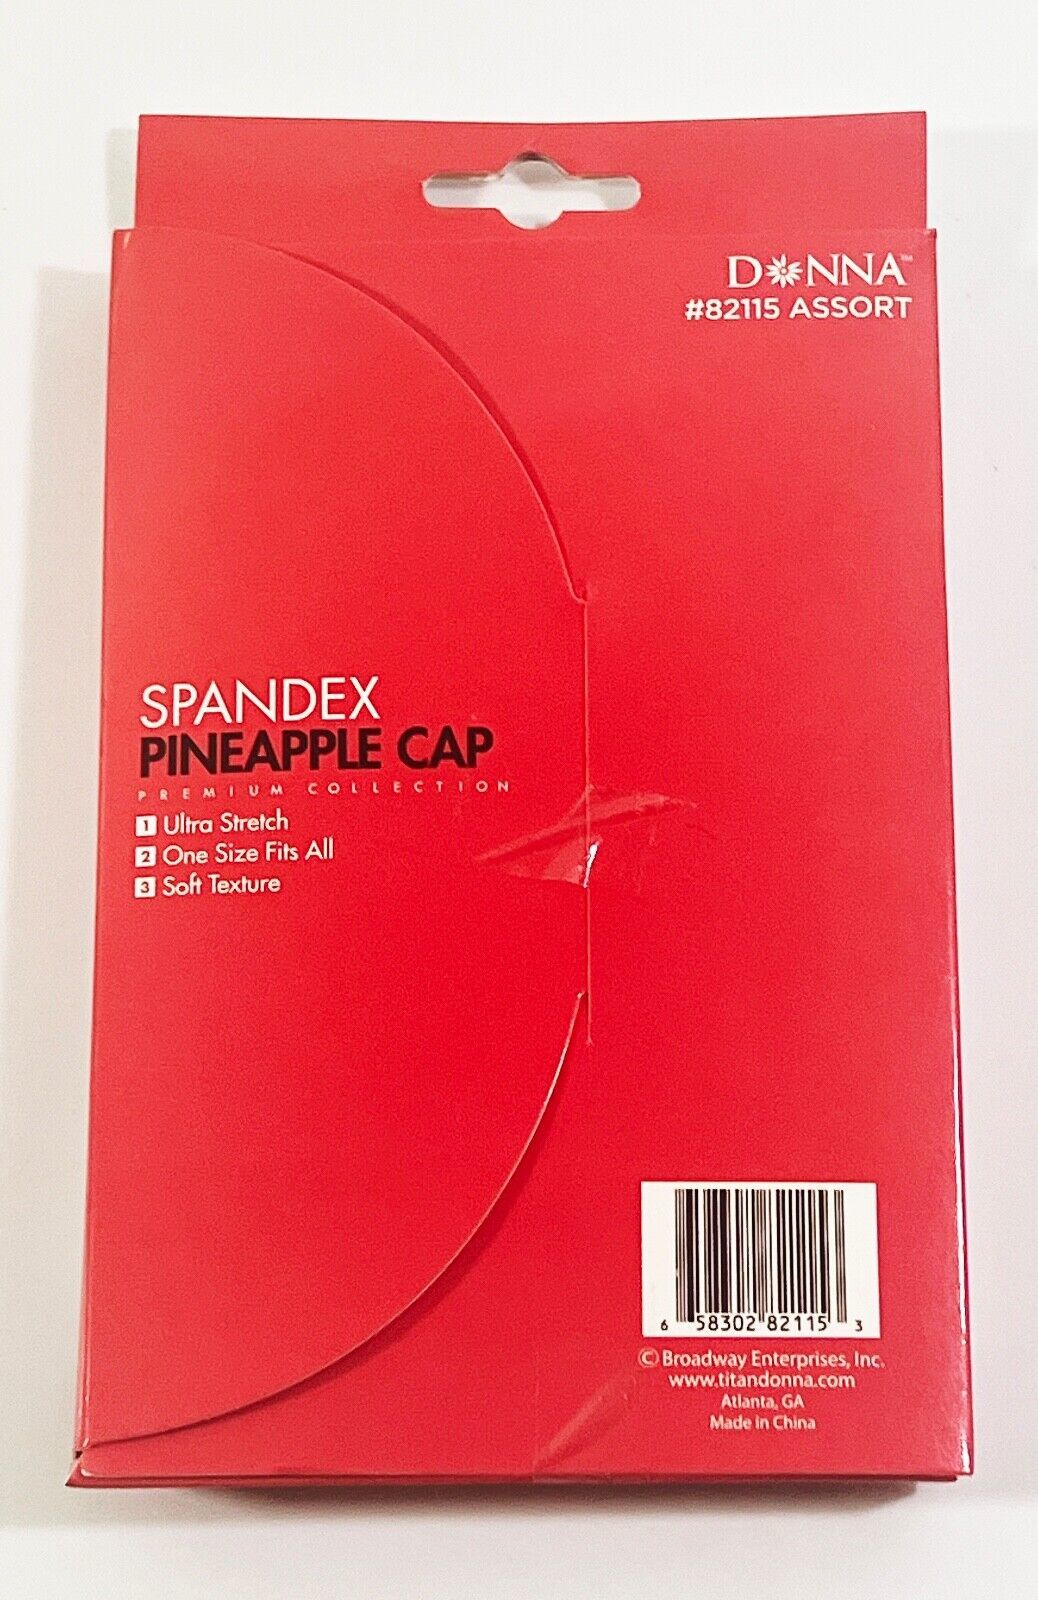 DONNA™
#82115 ASSORT
SPANDEX
PINEAPPLE CAP
PREMIUM COLLECTION
1 Ultra Stretch
2 One Size Fits All
3 Soft Texture
6 58302 82115 3
© Broadway Enterprises, Inc.
www.titandonna.com
Atlanta, GA
Made in China